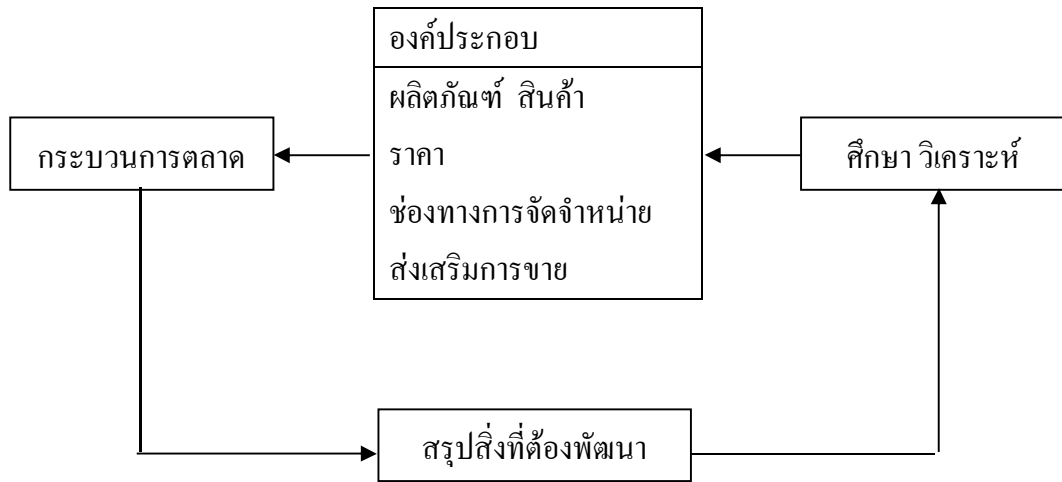 องค์ประกอบ
ผลิตภัณฑ์ สินค้า
ราคา
ช่องทางการจัดจำหน่าย
ส่งเสริมการขาย
กระบวนการตลาด
ศึกษา วิเคราะห์
สรุปสิ่งที่ต้องพัฒนา